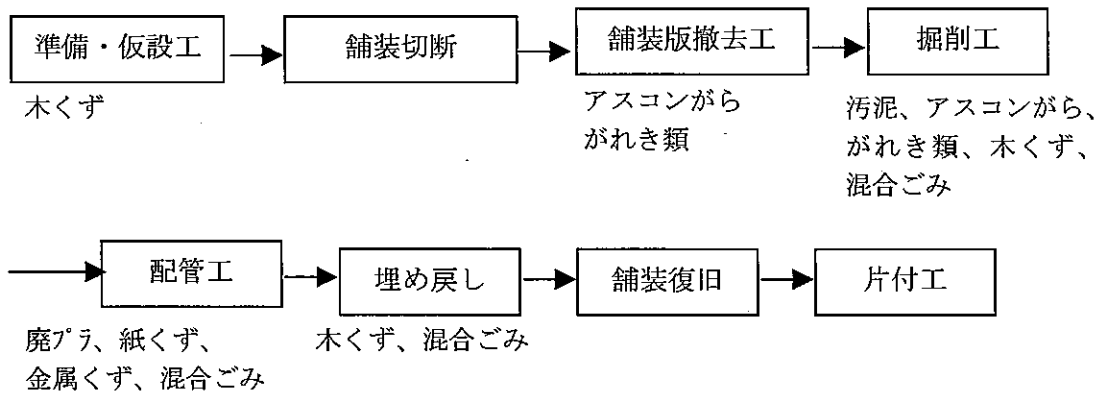 準備・仮設工
舗装切断
舗装版撤去工
掘削工
木くず
アスコンがら
がれき類
汚泥、アスコンがら、
がれき類、木くず、
混合ごみ
配管工
埋め戻し
舗装復旧
片付工
廃プラ、紙くず、
金属くず、混合ごみ
木くず、混合ごみ